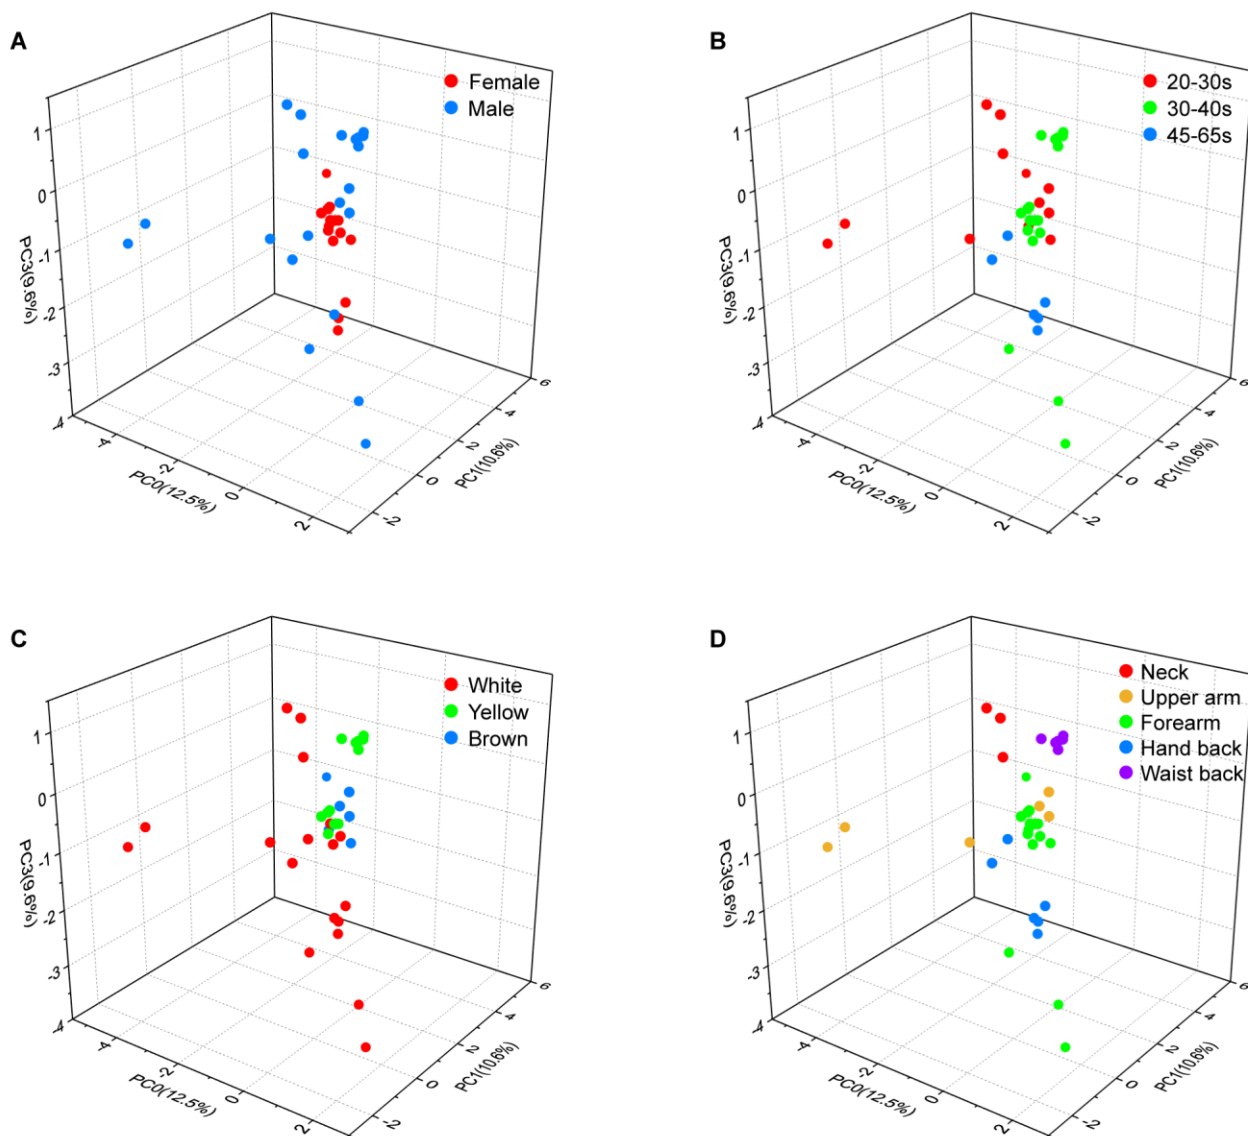 A
Female
Male
1
0
-1
-2
-3
-4
PC3(9.6%)
-4
-2
0
2
PC0(12.5%)
-2
0
2
4
6
PC1(10.6%)
B
20-30s
30-40s
45-65s
1
0
-1
-2
-3
-4
PC3(9.6%)
-4
-2
0
2
PC0(12.5%)
-2
0
2
4
6
PC1(10.6%)
C
White
Yellow
Brown
1
0
-1
-2
-3
-4
PC3(9.6%)
-4
-2
0
2
PC0(12.5%)
-2
0
2
4
6
PC1(10.6%)
D
Neck
Upper arm
Forearm
Hand back
Waist back
1
0
-1
-2
-3
-4
PC3(9.6%)
-4
-2
0
2
PC0(12.5%)
-2
0
2
4
6
PC1(10.6%)